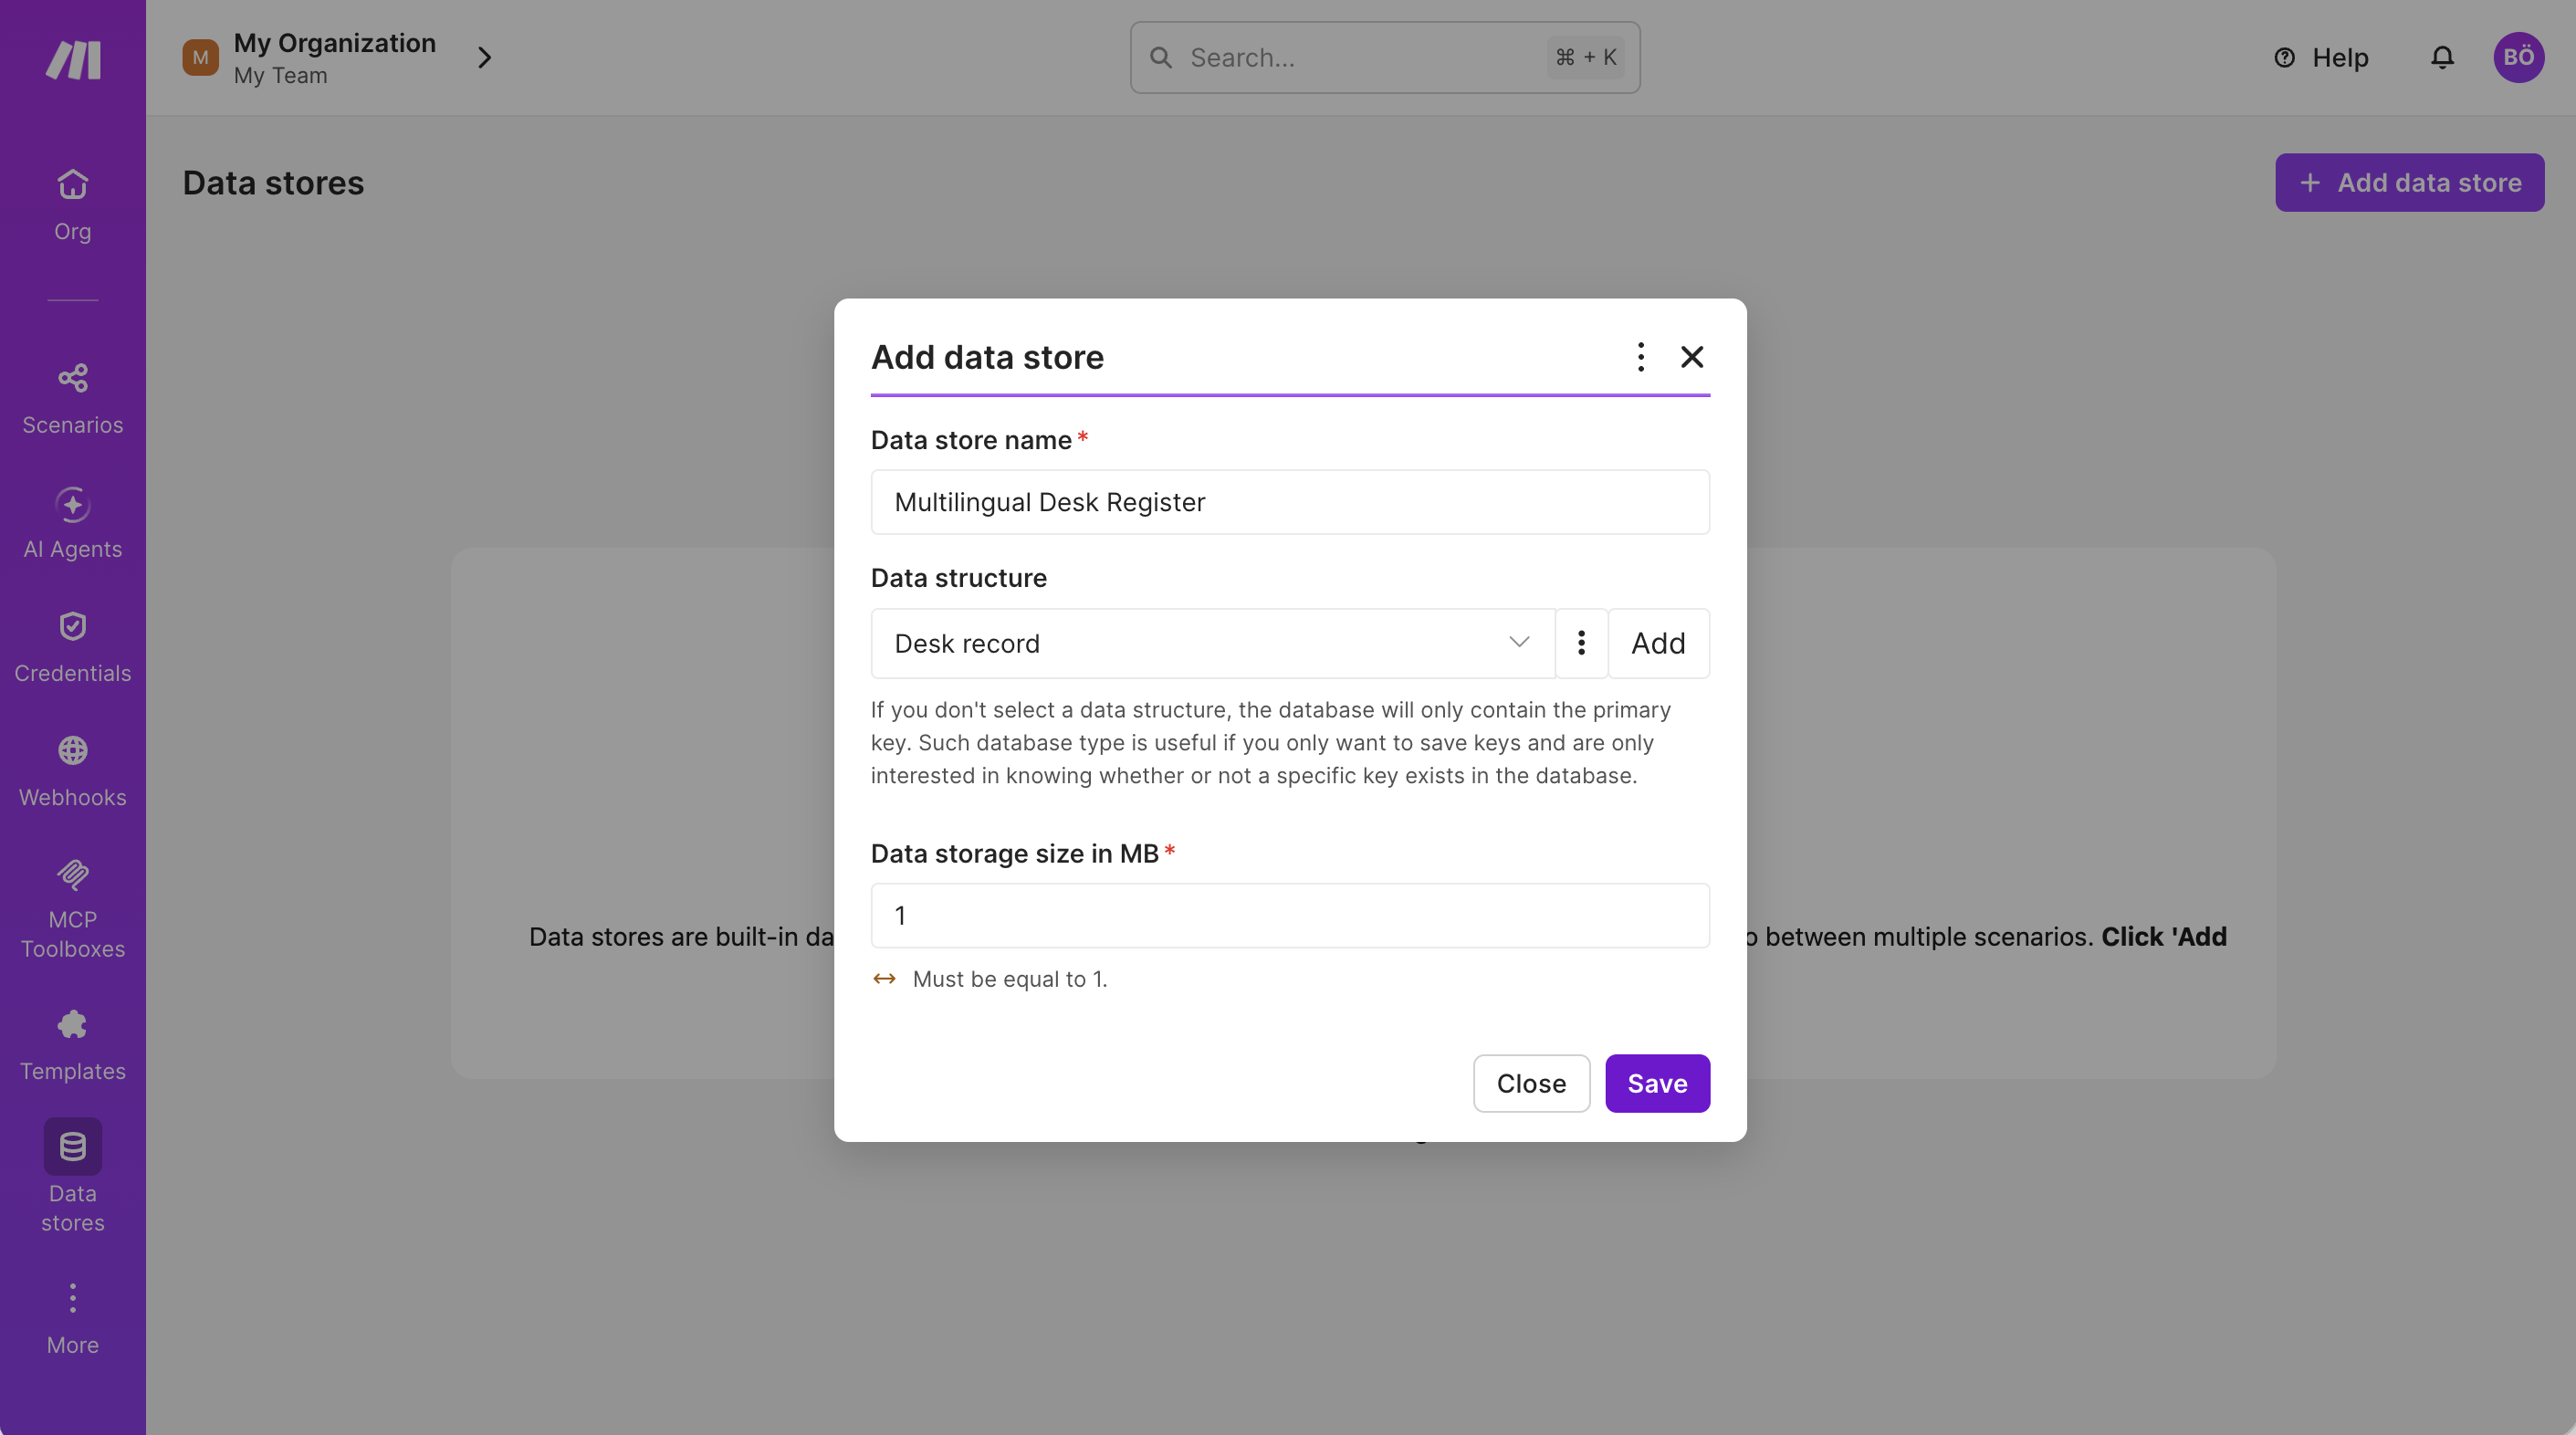 M
My Organization
My Team
Search...
⌘ + K
Help
BÖ
Org
Scenarios
AI Agents
Credentials
Webhooks
MCP
Toolboxes
Templates
Data
stores
More
Data stores
+ Add data store
Data stores are built-in da
o between multiple scenarios. Click 'Add
Add data store
Data store name*
Multilingual Desk Register
Data structure
Desk record
Add
If you don't select a data structure, the database will only contain the primary
key. Such database type is useful if you only want to save keys and are only
interested in knowing whether or not a specific key exists in the database.
Data storage size in MB*
1
Must be equal to 1.
Close
Save